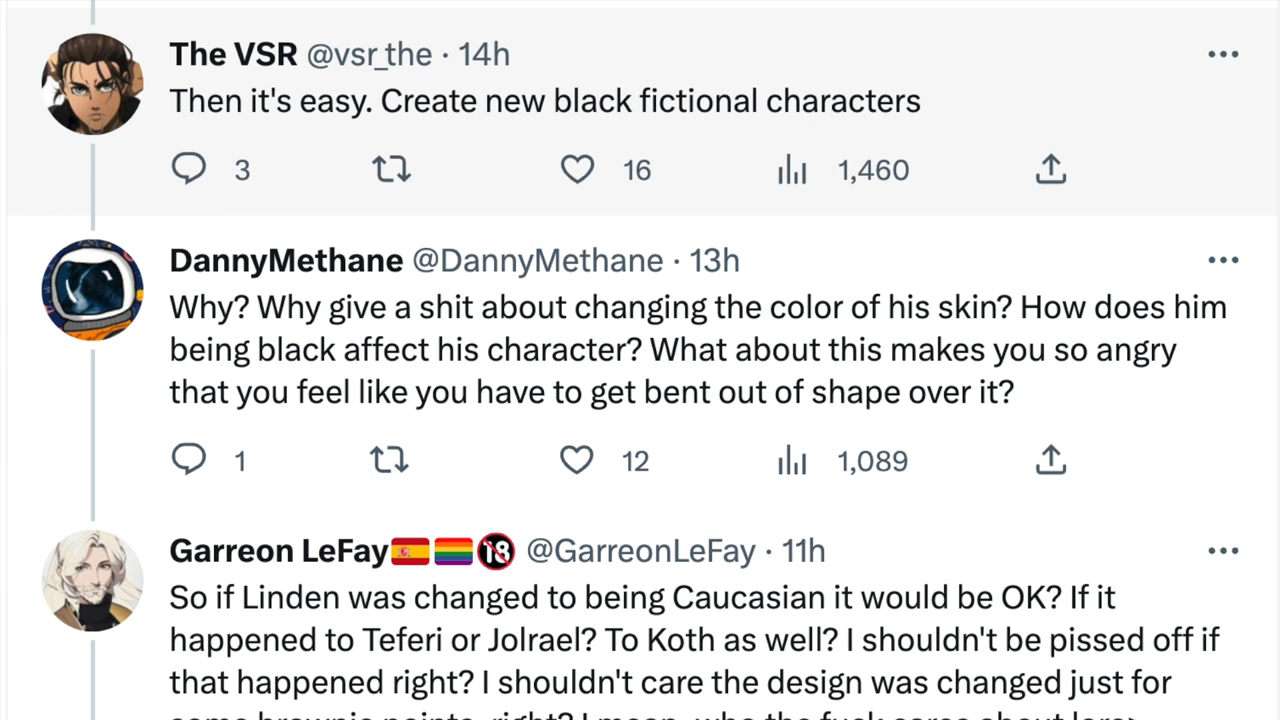 The VSR @vsr_the · 14h
Then it's easy. Create new black fictional characters
3 16 1,460
DannyMethane @DannyMethane · 13h
Why? Why give a shit about changing the color of his skin? How does him
being black affect his character? What about this makes you so angry
that you feel like you have to get bent out of shape over it?
1 12 1,089
Garreon LeFay🇪🇸🏳️‍🌈🔞 @GarreonLeFay · 11h
So if Linden was changed to being Caucasian it would be OK? If it
happened to Teferi or Jolrael? To Koth as well? I shouldn't be pissed off if
that happened right? I shouldn't care the design was changed just for